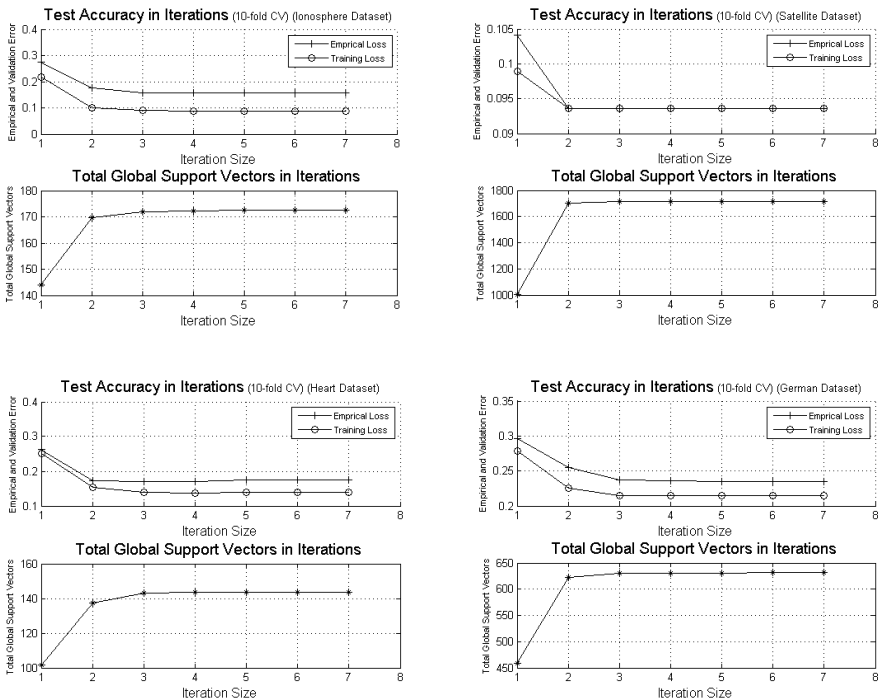 Test Accuracy in Iterations (10-fold CV) (Ionosphere Dataset)
Emprical and Validation Error
0.4
0.3
0.2
0.1
0
Emprical Loss
Training Loss
1 2 3 4 5 6 7 8
Iteration Size
Total Global Support Vectors in Iterations
Total Global Support Vectors
180
170
160
150
140
1 2 3 4 5 6 7 8
Iteration Size
Test Accuracy in Iterations (10-fold CV) (Satellite Dataset)
Emprical and Validation Error
0.105
0.1
0.095
0.09
Emprical Loss
Training Loss
1 2 3 4 5 6 7 8
Iteration Size
Total Global Support Vectors in Iterations
Total Global Support Vectors
1800
1600
1400
1200
1000
1 2 3 4 5 6 7 8
Iteration Size
Test Accuracy in Iterations (10-fold CV) (Heart Dataset)
Emprical and Validation Error
0.4
0.3
0.2
0.1
Emprical Loss
Training Loss
1 2 3 4 5 6 7 8
Iteration Size
Total Global Support Vectors in Iterations
Total Global Support Vectors
160
140
120
100
1 2 3 4 5 6 7 8
Iteration Size
Test Accuracy in Iterations (10-fold CV) (German Dataset)
Emprical and Validation Error
0.35
0.3
0.25
0.2
Emprical Loss
Training Loss
1 2 3 4 5 6 7 8
Iteration Size
Total Global Support Vectors in Iterations
Total Global Support Vectors
650
600
550
500
450
1 2 3 4 5 6 7 8
Iteration Size